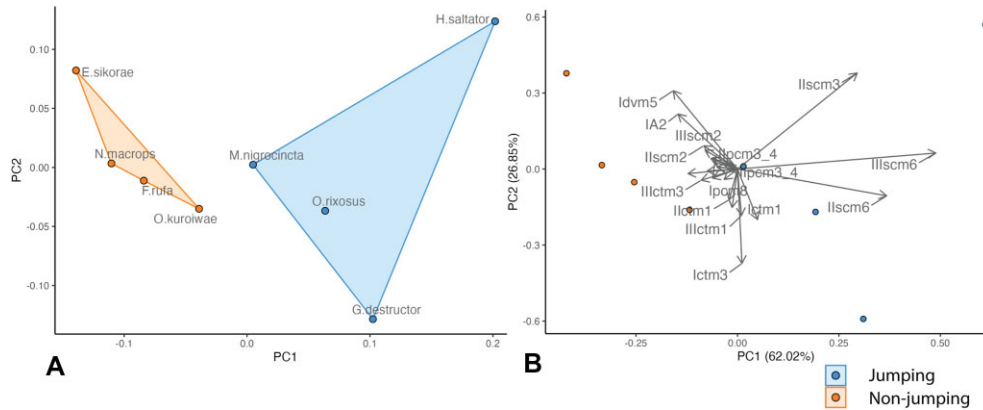 H.saltator
E.sikorae
N.macrops
F.rufa
O.kuroiwae
M.nigrocincta
O.rixosus
G.destructor
0.10
0.05
0.00
-0.05
-0.10
PC2
-0.1
0.0
0.1
0.2
PC1
A
IIscm3
Idvm5
IA2
IIIscm2
IIscm2
IIpcm3_4
Ipcm3_4
IIIscm6
IIIctm3
Ipcm8
IIscm6
IIctm1
Ictm1
IIIctm1
Ictm3
0.6
0.3
0.0
-0.3
-0.6
PC2 (26.85%)
-0.25
0.00
0.25
0.50
PC1 (62.02%)
B
Jumping
Non-jumping